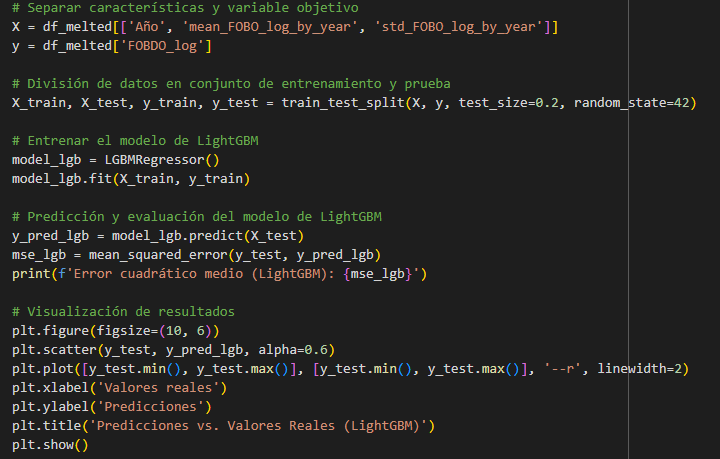 # Separar características y variable objetivo
X = df_melted[['Año', 'mean_FOBO_log_by_year', 'std_FOBO_log_by_year']]
y = df_melted['FOBDO_log']
# División de datos en conjunto de entrenamiento y prueba
X_train, X_test, y_train, y_test = train_test_split(X, y, test_size=0.2, random_state=42)
# Entrenar el modelo de LightGBM
model_lgb = LGBMRegressor()
model_lgb.fit(X_train, y_train)
# Predicción y evaluación del modelo de LightGBM
y_pred_lgb = model_lgb.predict(X_test)
mse_lgb = mean_squared_error(y_test, y_pred_lgb)
print(f'Error cuadrático medio (LightGBM): {mse_lgb}')
# Visualización de resultados
plt.figure(figsize=(10, 6))
plt.scatter(y_test, y_pred_lgb, alpha=0.6)
plt.plot([y_test.min(), y_test.max()], [y_test.min(), y_test.max()], '--r', linewidth=2)
plt.xlabel('Valores reales')
plt.ylabel('Predicciones')
plt.title('Predicciones vs. Valores Reales (LightGBM)')
plt.show()